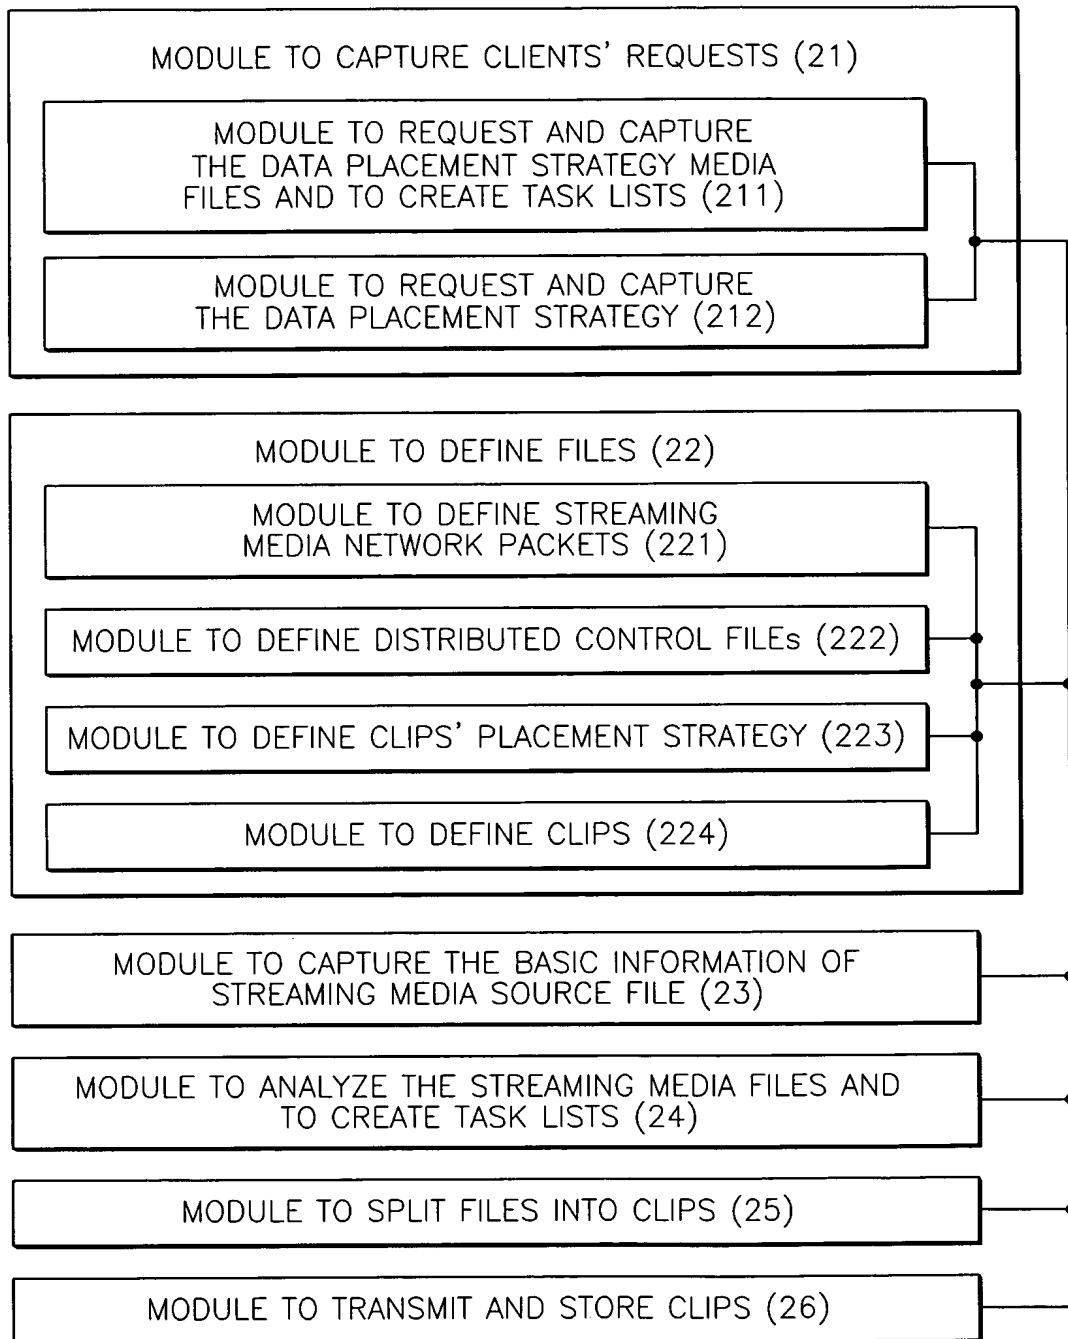 MODULE TO CAPTURE CLIENTS' REQUESTS (21)
MODULE TO REQUEST AND CAPTURE
THE DATA PLACEMENT STRATEGY MEDIA
FILES AND TO CREATE TASK LISTS (211)
MODULE TO REQUEST AND CAPTURE
THE DATA PLACEMENT STRATEGY (212)
MODULE TO DEFINE FILES (22)
MODULE TO DEFINE STREAMING
MEDIA NETWORK PACKETS (221)
MODULE TO DEFINE DISTRIBUTED CONTROL FILEs (222)
MODULE TO DEFINE CLIPS' PLACEMENT STRATEGY (223)
MODULE TO DEFINE CLIPS (224)
MODULE TO CAPTURE THE BASIC INFORMATION OF
STREAMING MEDIA SOURCE FILE (23)
MODULE TO ANALYZE THE STREAMING MEDIA FILES AND
TO CREATE TASK LISTS (24)
MODULE TO SPLIT FILES INTO CLIPS (25)
MODULE TO TRANSMIT AND STORE CLIPS (26)